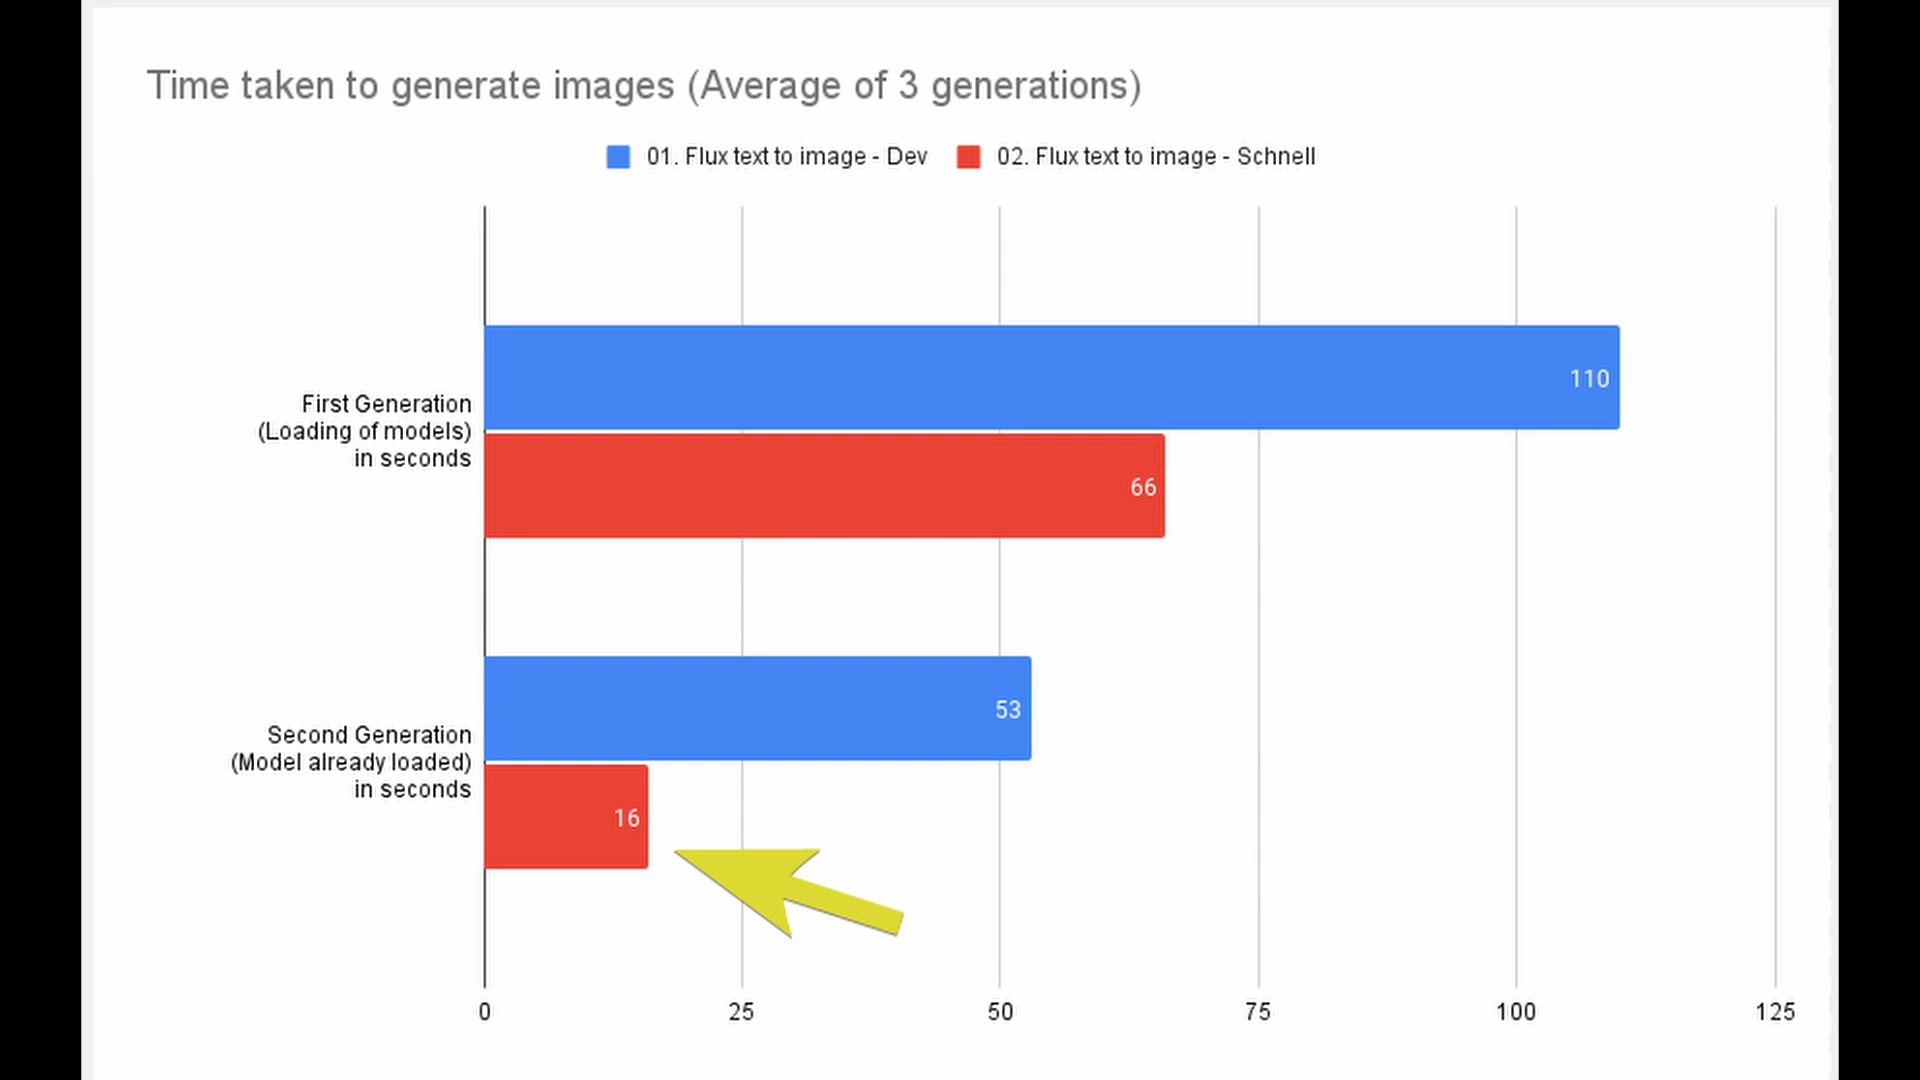 Time taken to generate images (Average of 3 generations)
01. Flux text to image - Dev
02. Flux text to image - Schnell
First Generation
(Loading of models)
in seconds
110
66
Second Generation
(Model already loaded)
in seconds
53
16
0 25 50 75 100 125